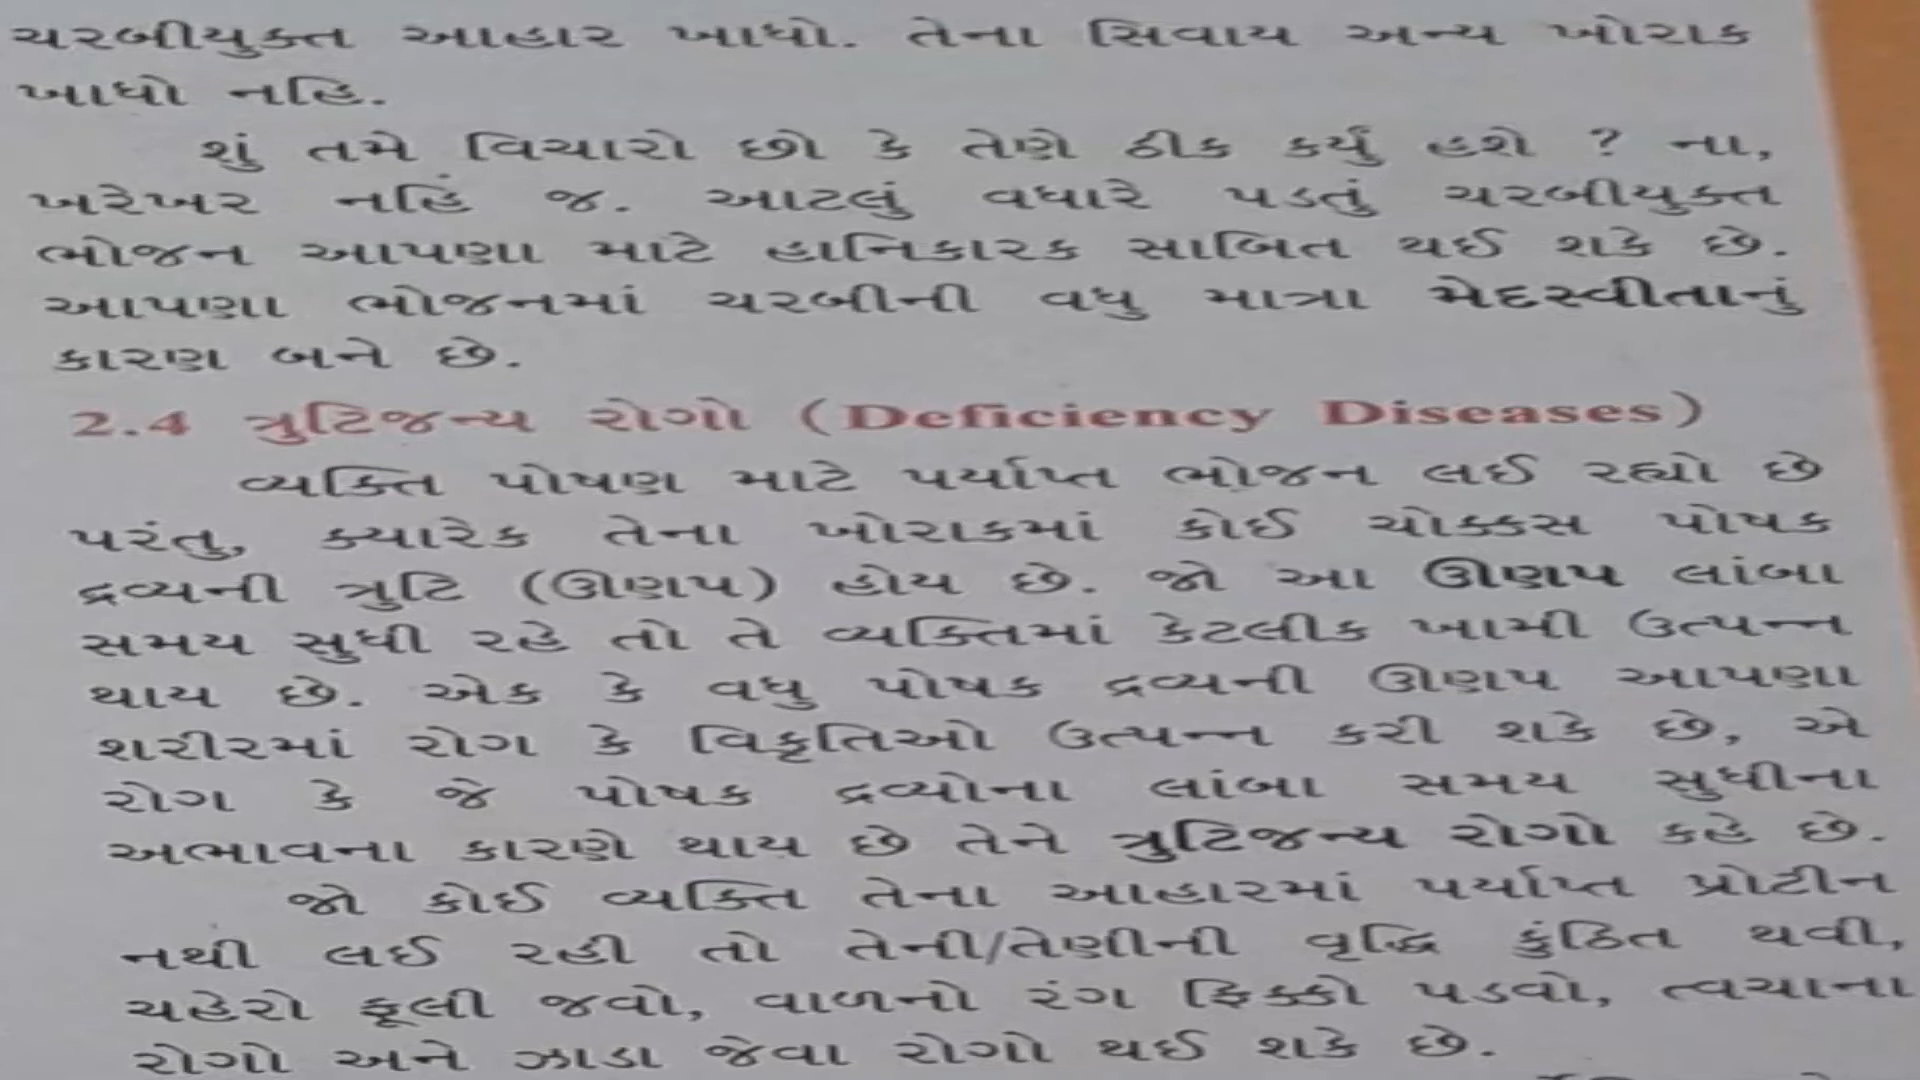 ચરબીયુક્ત આહાર ખાધો. તેના સિવાય અન્ય ખોરાક
ખાધો નહિ.
શું તમે વિચારો છો કે તેણે ઠીક કર્યું હશે ? ના,
ખરેખર નહિં જ. આટલું વધારે પડતું ચરબીયુક્ત
ભોજન આપણા માટે હાનિકારક સાબિત થઈ શકે છે.
આપણા ભોજનમાં ચરબીની વધુ માત્રા મેદસ્વીતાનું
કારણ બને છે.
2.4 ત્રુટિજન્ય રોગો (Deficiency Diseases)
વ્યક્તિ પોષણ માટે પર્યાપ્ત ભોજન લઈ રહ્યો છે
પરંતુ, ક્યારેક તેના ખોરાકમાં કોઈ ચોક્કસ પોષક
દ્રવ્યની ત્રુટિ (ઊણપ) હોય છે. જો આ ઊણપ લાંબા
સમય સુધી રહે તો તે વ્યક્તિમાં કેટલીક ખામી ઉત્પન્ન
થાય છે. એક કે વધુ પોષક દ્રવ્યની ઊણપ આપણા
શરીરમાં રોગ કે વિકૃતિઓ ઉત્પન્ન કરી શકે છે, એ
રોગ કે જે પોષક દ્રવ્યોના લાંબા સમય સુધીના
અભાવના કારણે થાય છે તેને ત્રુટિજન્ય રોગો કહે છે.
જો કોઈ વ્યક્તિ તેના આહારમાં પર્યાપ્ત પ્રોટીન
નથી લઈ રહી તો તેની/તેણીની વૃદ્ધિ કુંઠિત થવી,
ચહેરો ફૂલી જવો, વાળનો રંગ ફિક્કો પડવો, ત્વચાના
રોગો અને ઝાડા જેવા રોગો થઈ શકે છે.